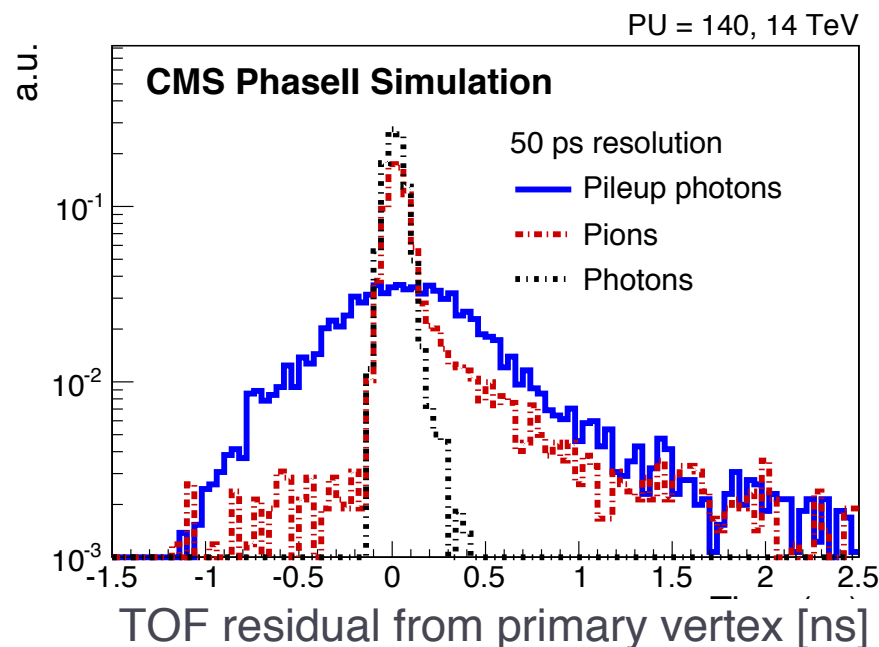 PU = 140, 14 TeV
a.u.
CMS PhaseII Simulation
50 ps resolution
Pileup photons
Pions
Photons
10-1
10-2
10-3
-1.5 -1 -0.5 0 0.5 1 1.5 2 2.5
TOF residual from primary vertex [ns]